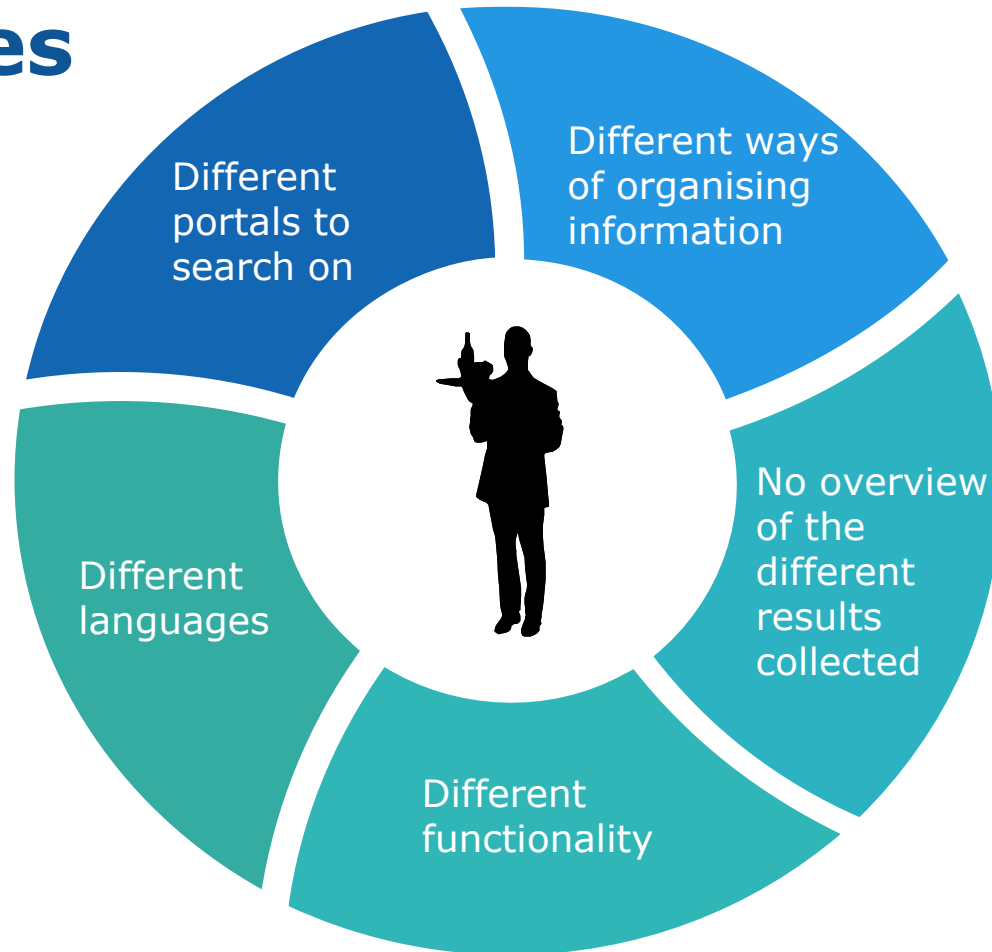 es
Different
portals to
search on
Different ways
of organising
information
No overview
of the
different
results
collected
Different
functionality
Different
languages